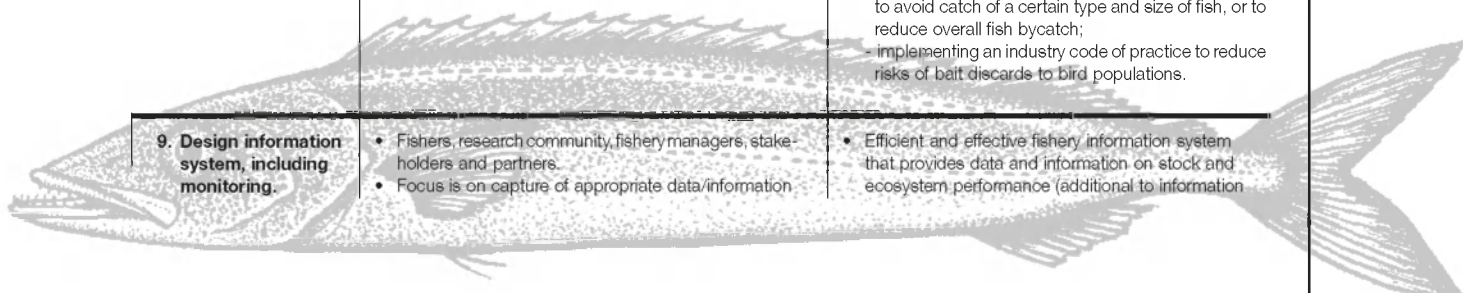 to avoid catch of a certain type and size of fish, or to
reduce overall fish bycatch;
- implementing an industry code of practice to reduce
risks of bait discards to bird populations.
9. Design information
system, including
monitoring.
• Fishers, research community, fishery managers, stake-
holders and partners.
• Focus is on capture of appropriate data/information
• Efficient and effective fishery information system
that provides data and information on stock and
ecosystem performance (additional to information